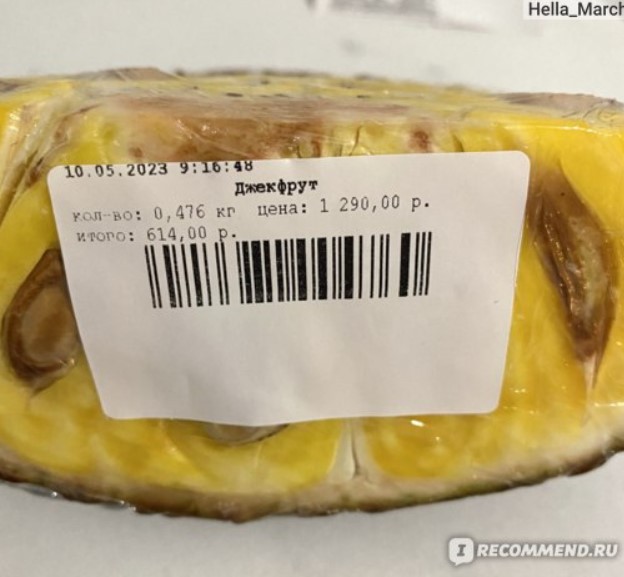 Hella_March
10.05.2023 9:16:48
Джекфрут
кол-во: 0,476 кг цена: 1 290,00 р.
итого: 614,00 р.
IRECOMMEND.RU